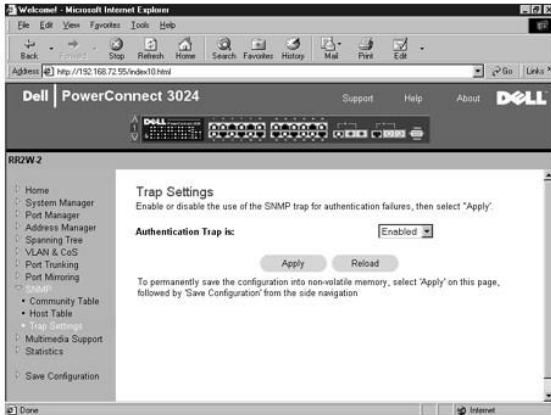 Welcome! - Microsoft Internet Explorer
File Edit View Favorites Tools Help
Back Forward Stop Refresh Home Search Favorites History Mail Print Edit
Address http://192.168.72.55/index10.html Go Links »
Dell PowerConnect 3024 Support Help About DELL
DELL
1
RR2W-2
Home
System Manager
Port Manager
Address Manager
Spanning Tree
VLAN & CoS
Port Trunking
Port Mirroring
SNMP
• Community Table
• Host Table
• Trap Settings
Multimedia Support
Statistics
Save Configuration
Trap Settings
Enable or disable the use of the SNMP trap for authentication failures, then select "Apply".
Authentication Trap is: Enabled
Apply Reload
To permanently save the configuration into non-volatile memory, select 'Apply' on this page,
followed by 'Save Configuration' from the side navigation
Done Internet